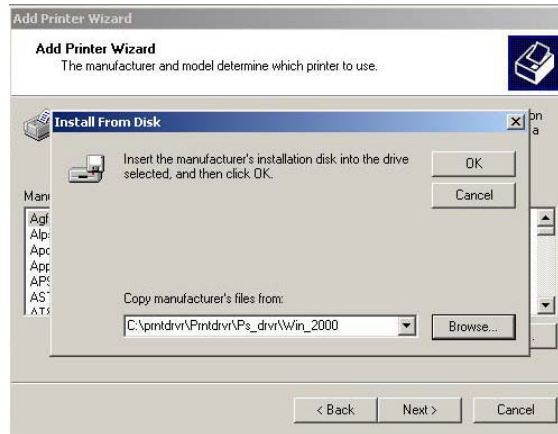 Add Printer Wizard
Add Printer Wizard
The manufacturer and model determine which printer to use.
Install From Disk
Insert the manufacturer's installation disk into the drive
selected, and then click OK.
OK
Cancel
Copy manufacturer's files from:
C:\prntdrvr\Prntdrvr\Ps_drvr\Win_2000
Browse...
< Back
Next >
Cancel